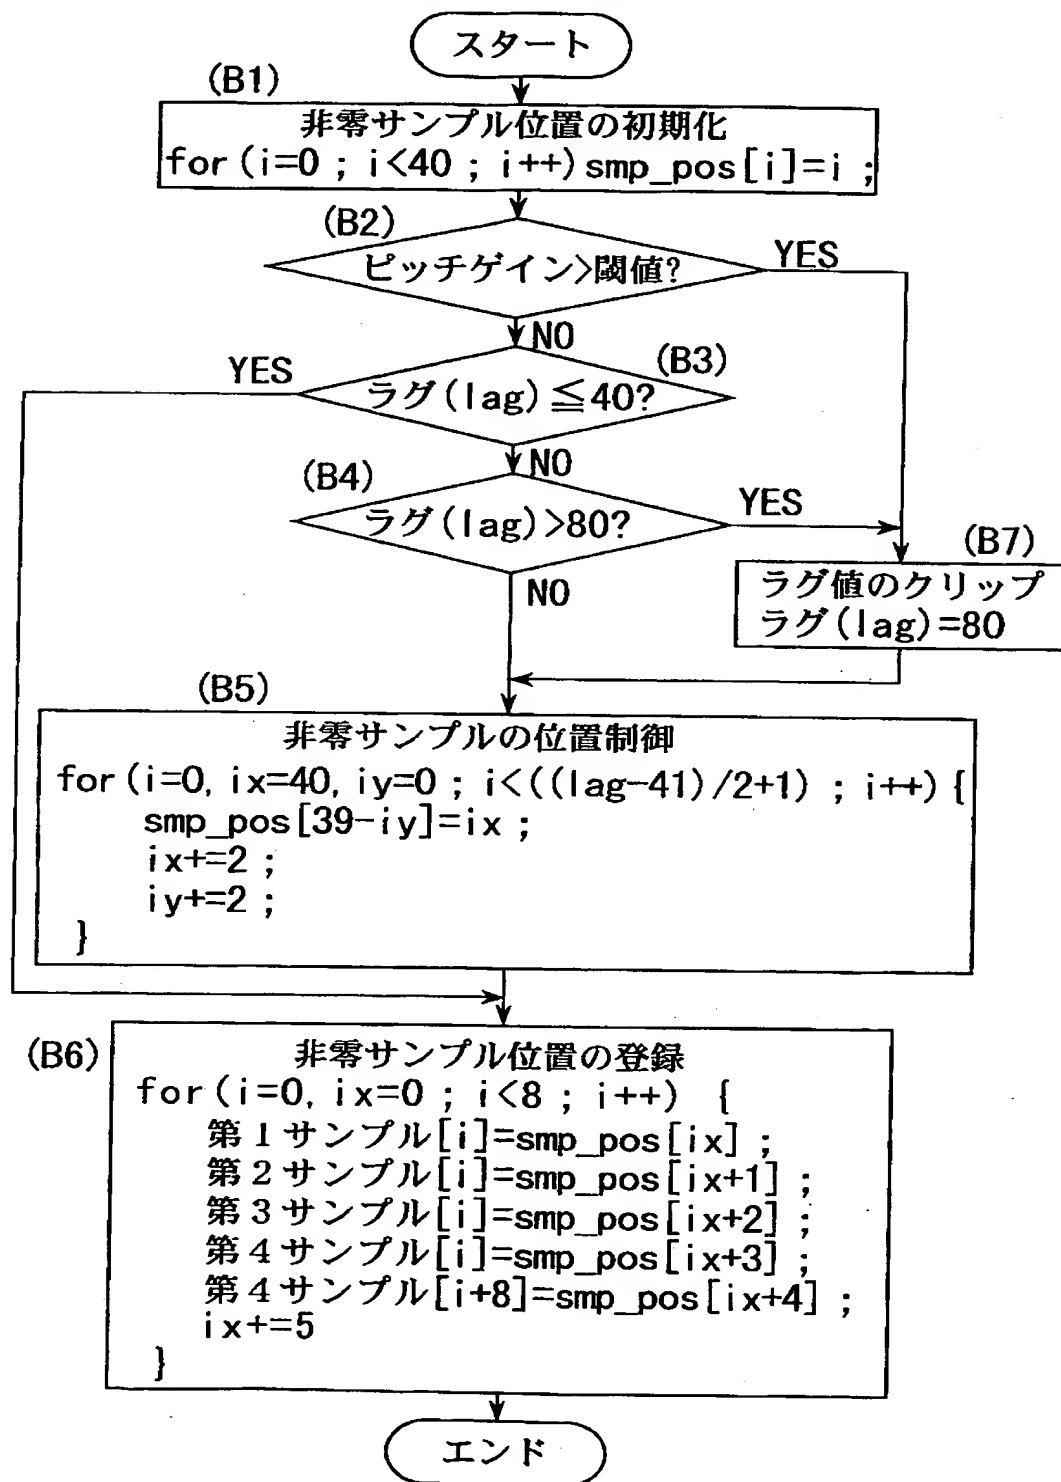 スタート
(B1)
非零サンプル位置の初期化
for(i=0 ; i<40 ; i++)smp_pos[i]=i ;
(B2)
ピッチゲイン>閾値?
YES
NO
(B3)
YES
ラグ(lag)≦40?
NO
(B4)
ラグ(lag)>80?
YES
NO
(B7)
ラグ値のクリップ
ラグ(lag)=80
(B5)
非零サンプルの位置制御
for(i=0, ix=40, iy=0 ; i<((lag-41)/2+1) ; i++){
smp_pos[39-iy]=ix ;
ix+=2 ;
iy+=2 ;
}
(B6)
非零サンプル位置の登録
for(i=0, ix=0 ; i<8 ; i++) {
第1サンプル[i]=smp_pos[ix] ;
第2サンプル[i]=smp_pos[ix+1] ;
第3サンプル[i]=smp_pos[ix+2] ;
第4サンプル[i]=smp_pos[ix+3] ;
第4サンプル[i+8]=smp_pos[ix+4] ;
ix+=5
}
エンド